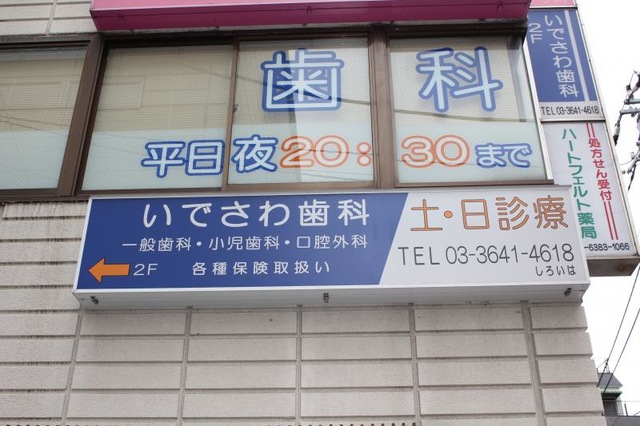 歯科
平日夜20:30まで
いでさわ歯科
一般歯科・小児歯科・口腔外科
2F 各種保険取扱い
土・日診療
TEL 03-3641-4618
しろいは
いでさわ歯科
2F
TEL 03-3641-4618
処方せん受付
ハートフェルト薬局
-6383-1066